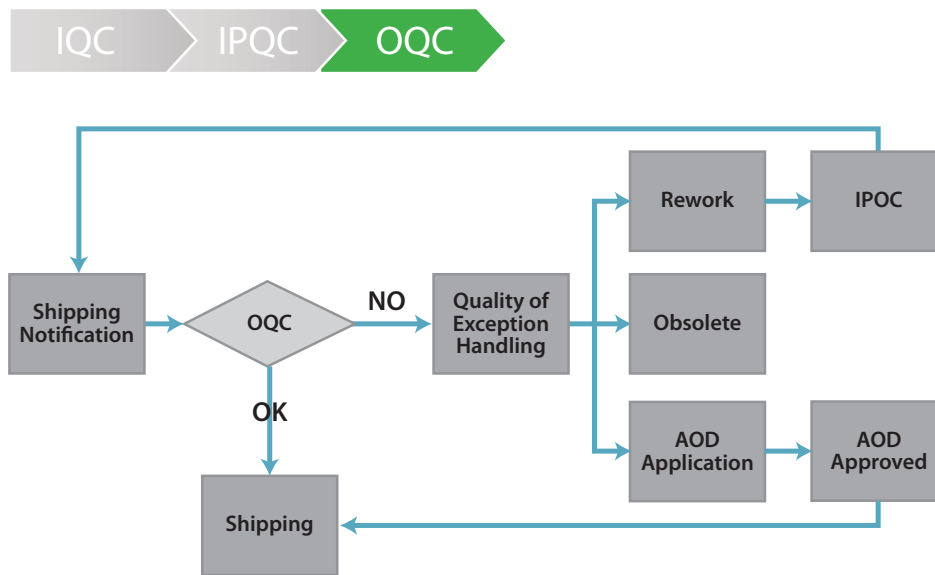 IQC
IPQC
OQC
Rework
IPOC
Shipping
Notification
OQC
NO
Quality of
Exception
Handling
Obsolete
OK
AOD
Application
AOD
Approved
Shipping